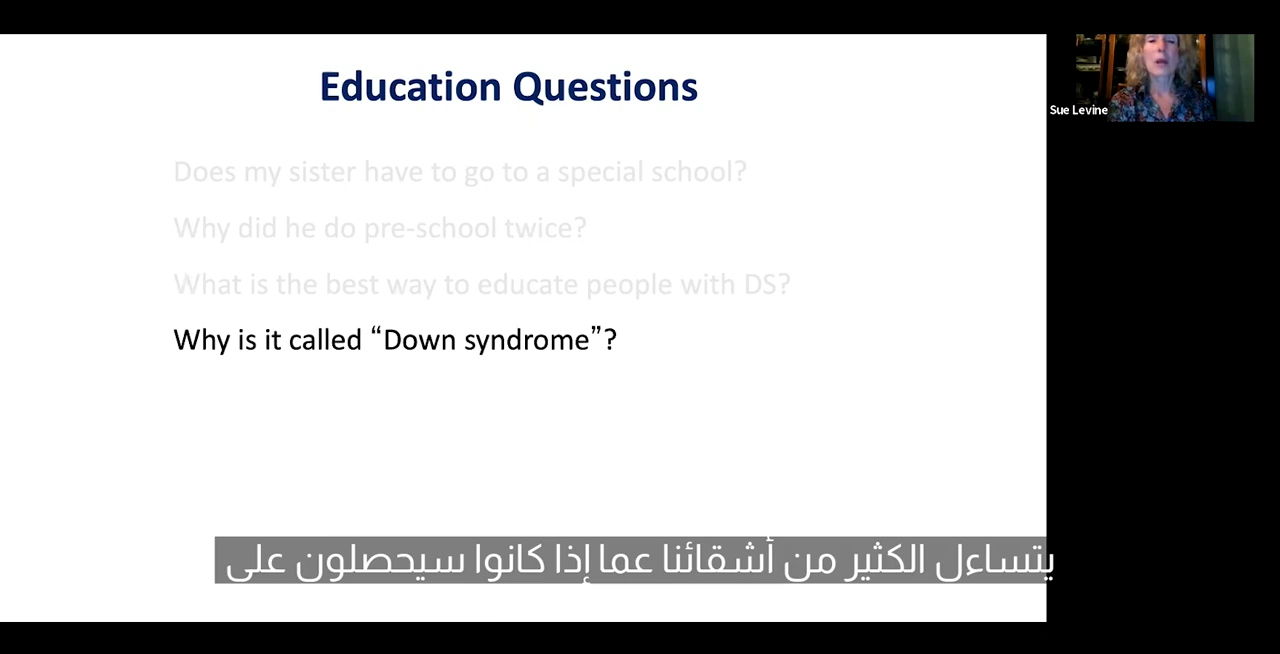 Education Questions
Does my sister have to go to a special school?
Why did he do pre-school twice?
What is the best way to educate people with DS?
Why is it called “Down syndrome”?
Sue Levine
يتساءل الكثير من أشقائنا عما إذا كانوا سيحصلون على